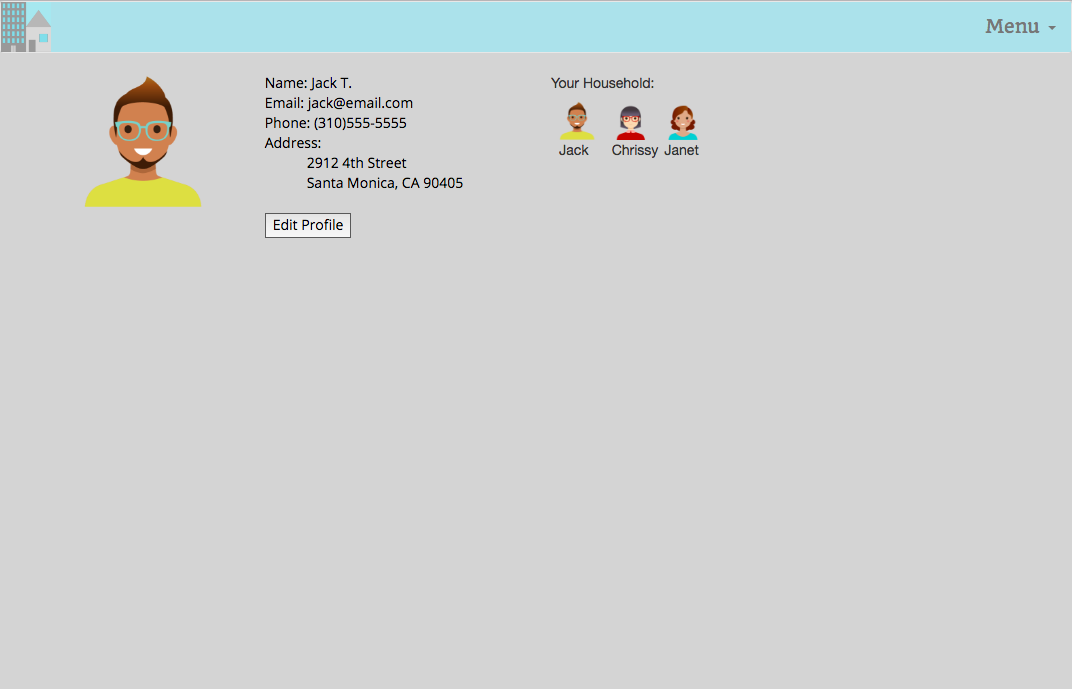 Menu
Name: Jack T.
Email: jack@email.com
Phone: (310)555-5555
Address:
2912 4th Street
Santa Monica, CA 90405
Edit Profile
Your Household:
Jack Chrissy Janet